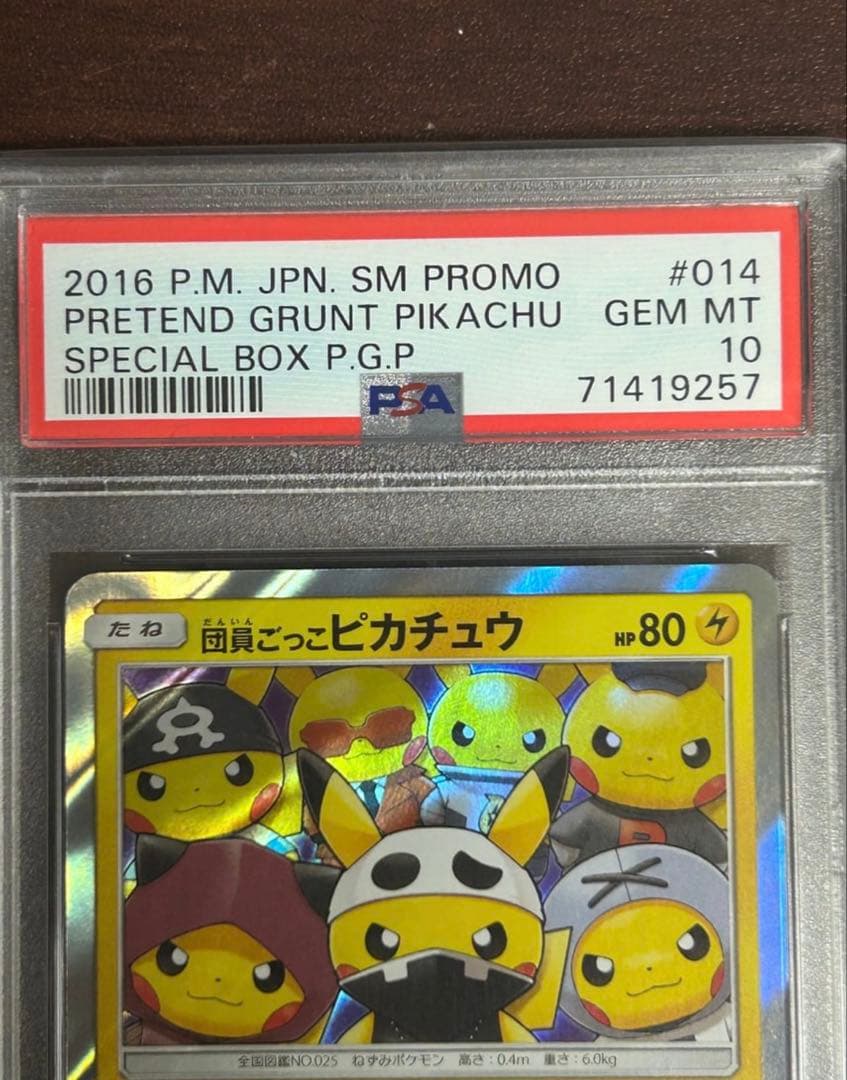 2016 P.M. JPN. SM PROMO #014
PRETEND GRUNT PIKACHU GEM MT
SPECIAL BOX P.G.P 10
PSA 71419257
たね 団員ごっこピカチュウ HP 80
だんいん
R
全国図鑑NO.025 ねずみポケモン 高さ:0.4m 重さ:6.0kg